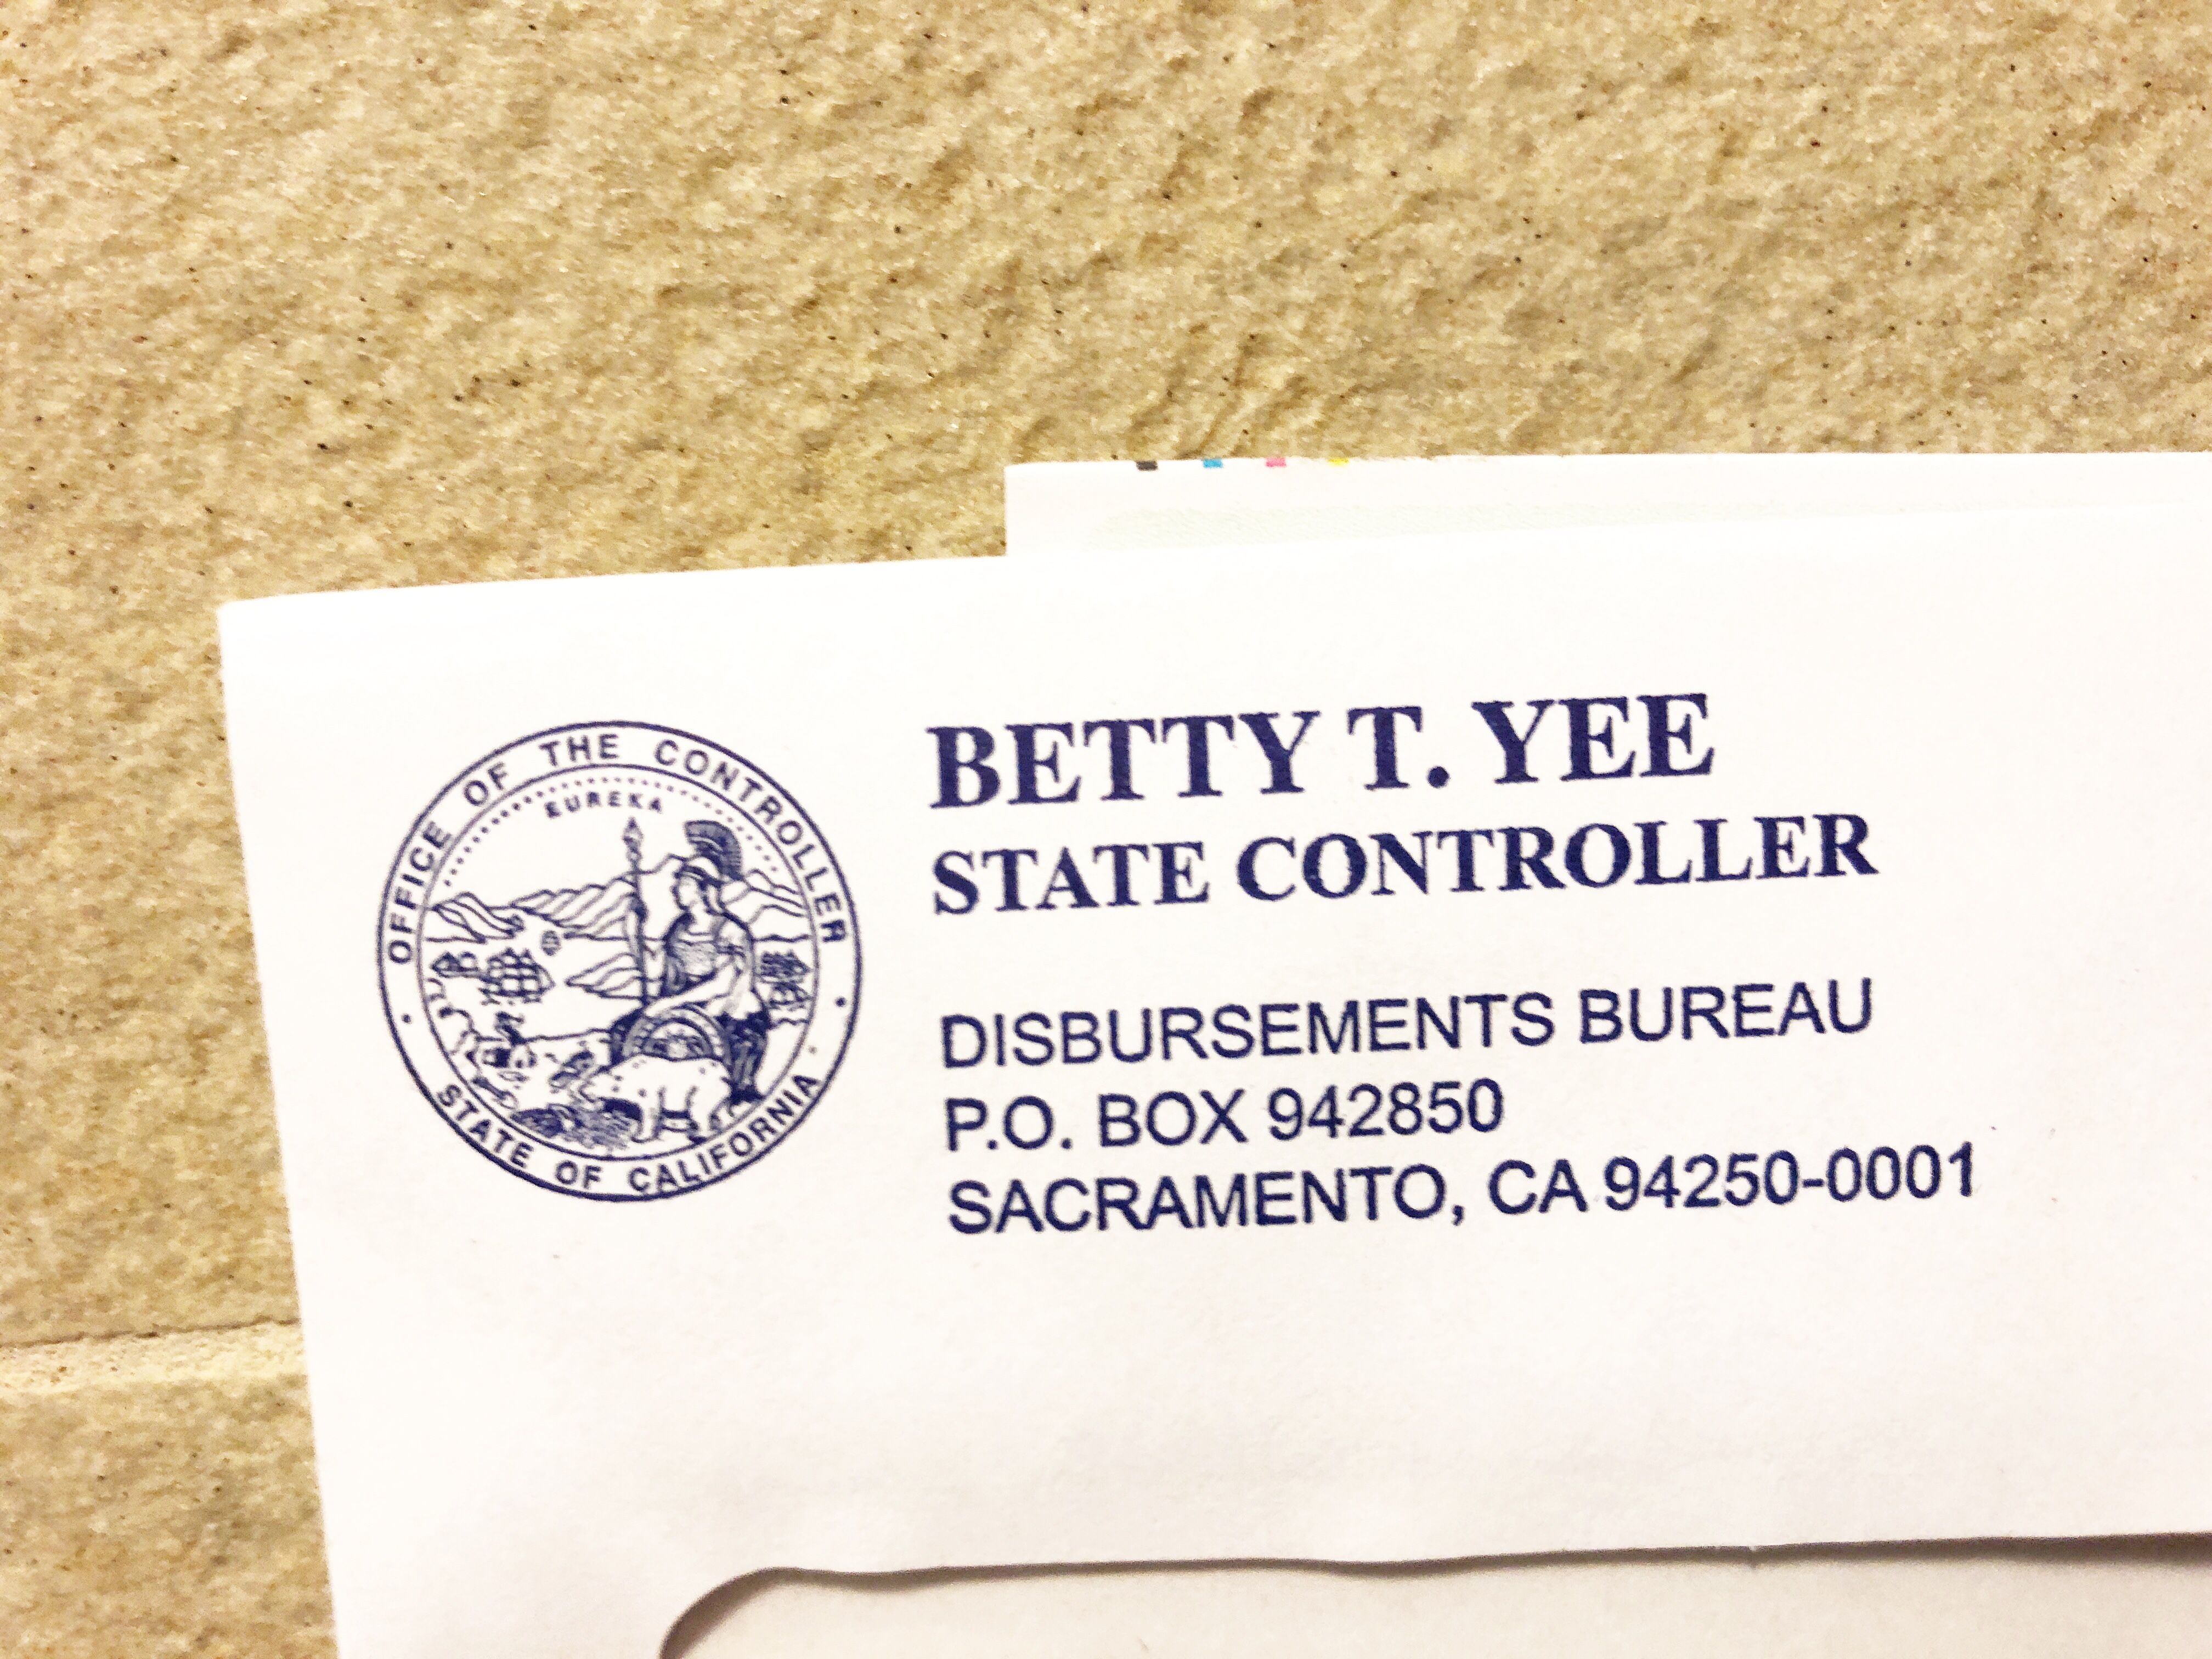 OFFICE OF THE CONTROLLER
EUREKA
STATE OF CALIFORNIA
BETTY T. YEE
STATE CONTROLLER
DISBURSEMENTS BUREAU
P.O. BOX 942850
SACRAMENTO, CA 94250-0001